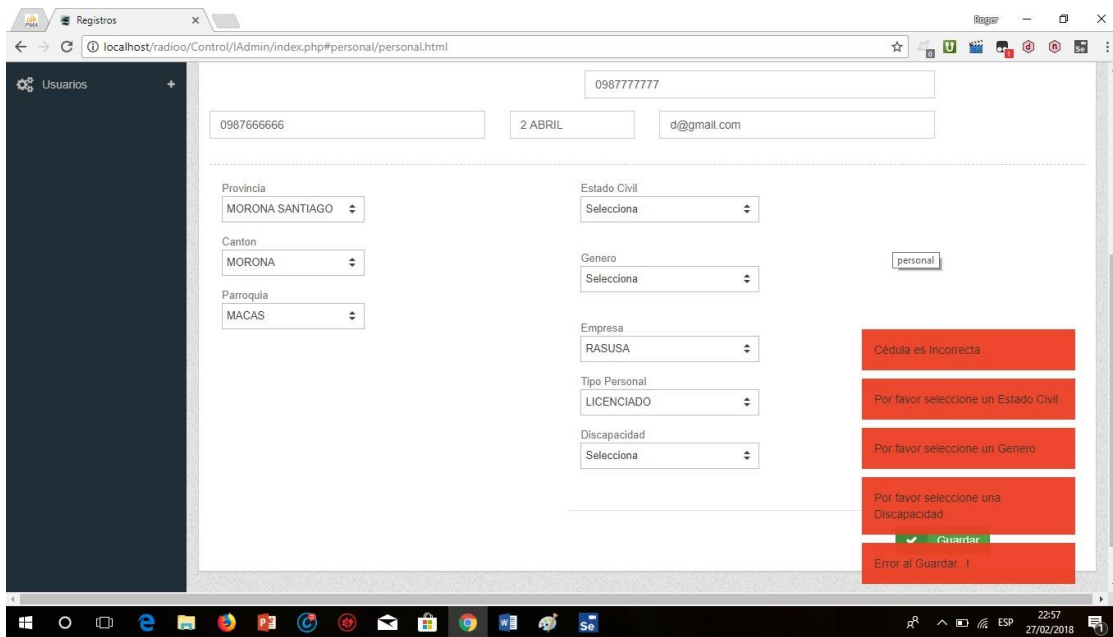 Registros
Roger
localhost/radioo/Control/IAdmin/index.php#personal/personal.html
Usuarios
0987777777
0987666666
2 ABRIL
d@gmail.com
Provincia
MORONA SANTIAGO
Canton
MORONA
Parroquia
MACAS
Estado Civil
Selecciona
Genero
Selecciona
Empresa
RASUSA
Tipo Personal
LICENCIADO
Discapacidad
Selecciona
personal
Cédula es Incorrecta
Por favor seleccione un Estado Civil
Por favor seleccione un Genero
Por favor seleccione una
Discapacidad
Guardar
Error al Guardar...!
ESP
22:57
27/02/2018